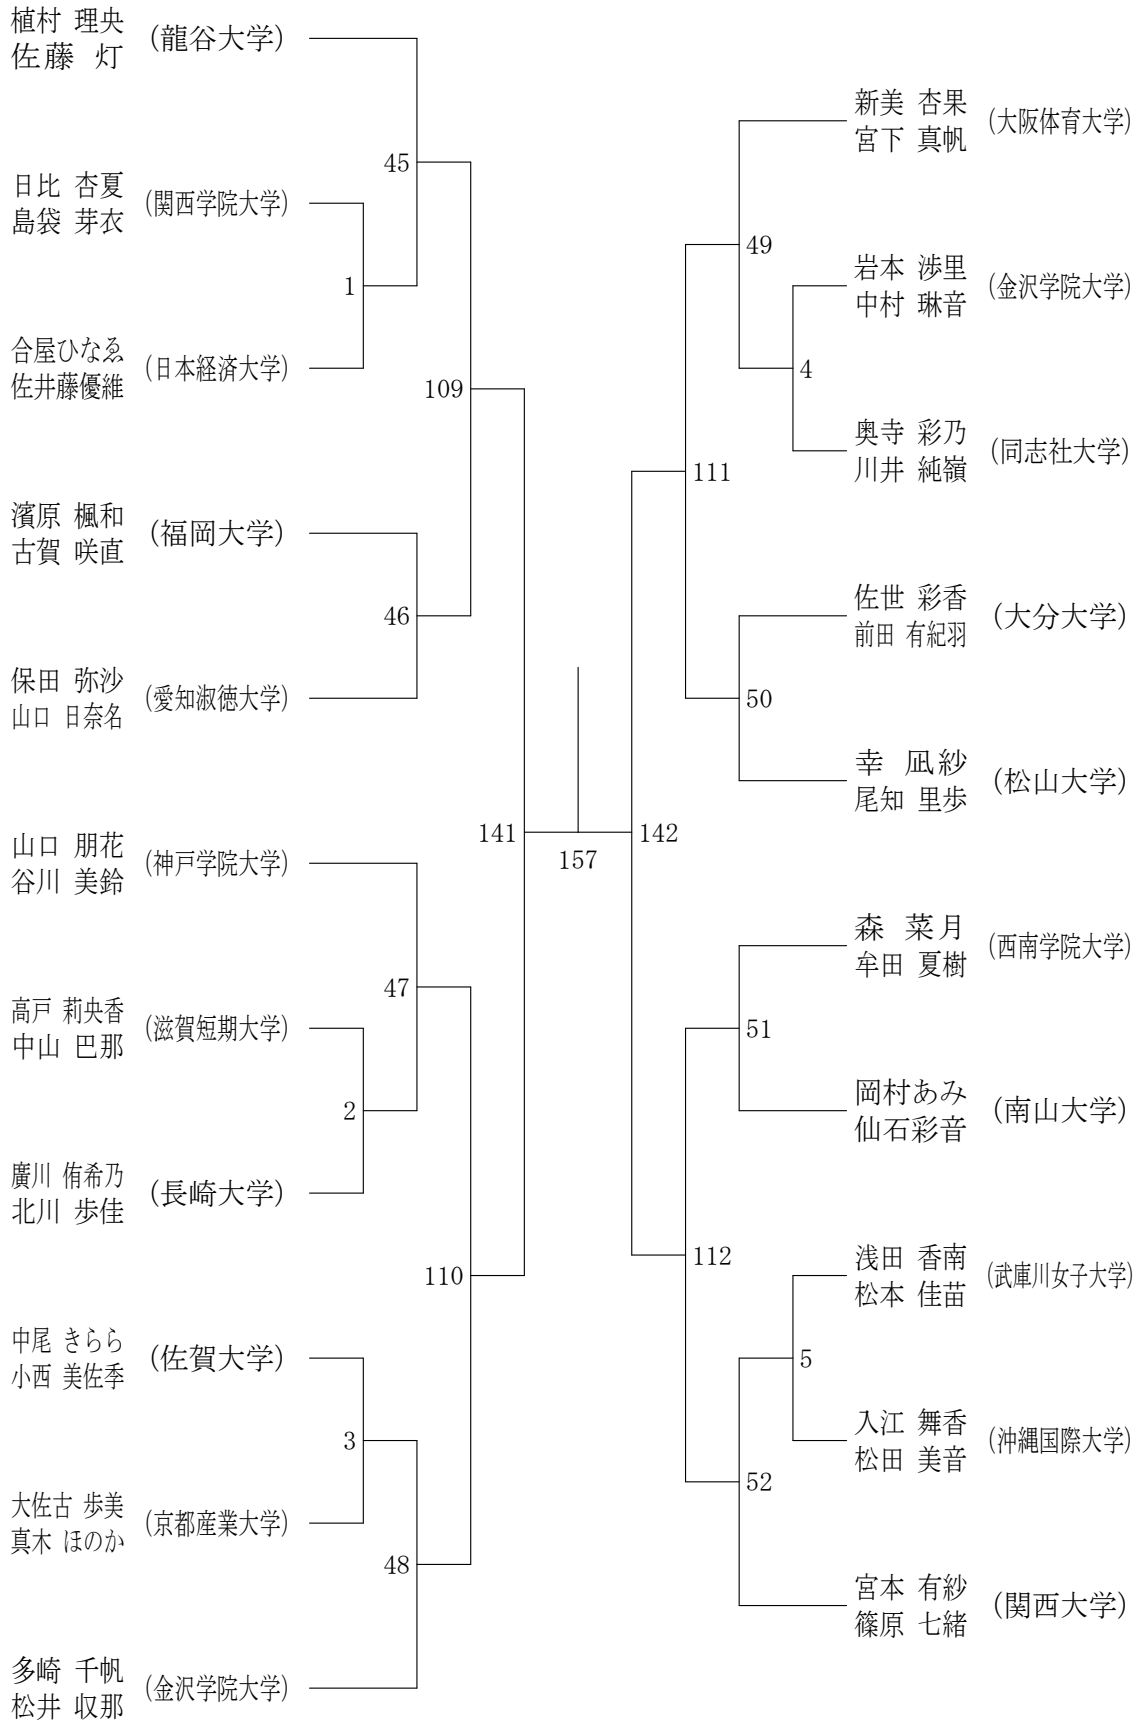 植村 理央
佐藤 灯
(龍谷大学)
日比 杏夏
島袋 芽衣
(関西学院大学)
合屋ひなゑ
佐井藤優維
(日本経済大学)
濱原 楓和
古賀 咲直
(福岡大学)
保田 弥沙
山口 日奈名
(愛知淑徳大学)
山口 朋花
谷川 美鈴
(神戸学院大学)
高戸 莉央香
中山 巴那
(滋賀短期大学)
廣川 侑希乃
北川 歩佳
(長崎大学)
中尾 きらら
小西 美佐季
(佐賀大学)
大佐古 歩美
真木 ほのか
(京都産業大学)
多崎 千帆
松井 収那
(金沢学院大学)
45
1
109
46
141
47
2
110
3
48
157
新美 杏果
宮下 真帆
(大阪体育大学)
岩本 渉里
中村 琳音
(金沢学院大学)
奥寺 彩乃
川井 純嶺
(同志社大学)
佐世 彩香
前田 有紀羽
(大分大学)
幸 凪紗
尾知 里歩
(松山大学)
森 菜月
牟田 夏樹
(西南学院大学)
岡村あみ
仙石彩音
(南山大学)
浅田 香南
松本 佳苗
(武庫川女子大学)
入江 舞香
松田 美音
(沖縄国際大学)
宮本 有紗
篠原 七緒
(関西大学)
49
4
111
50
142
51
112
5
52